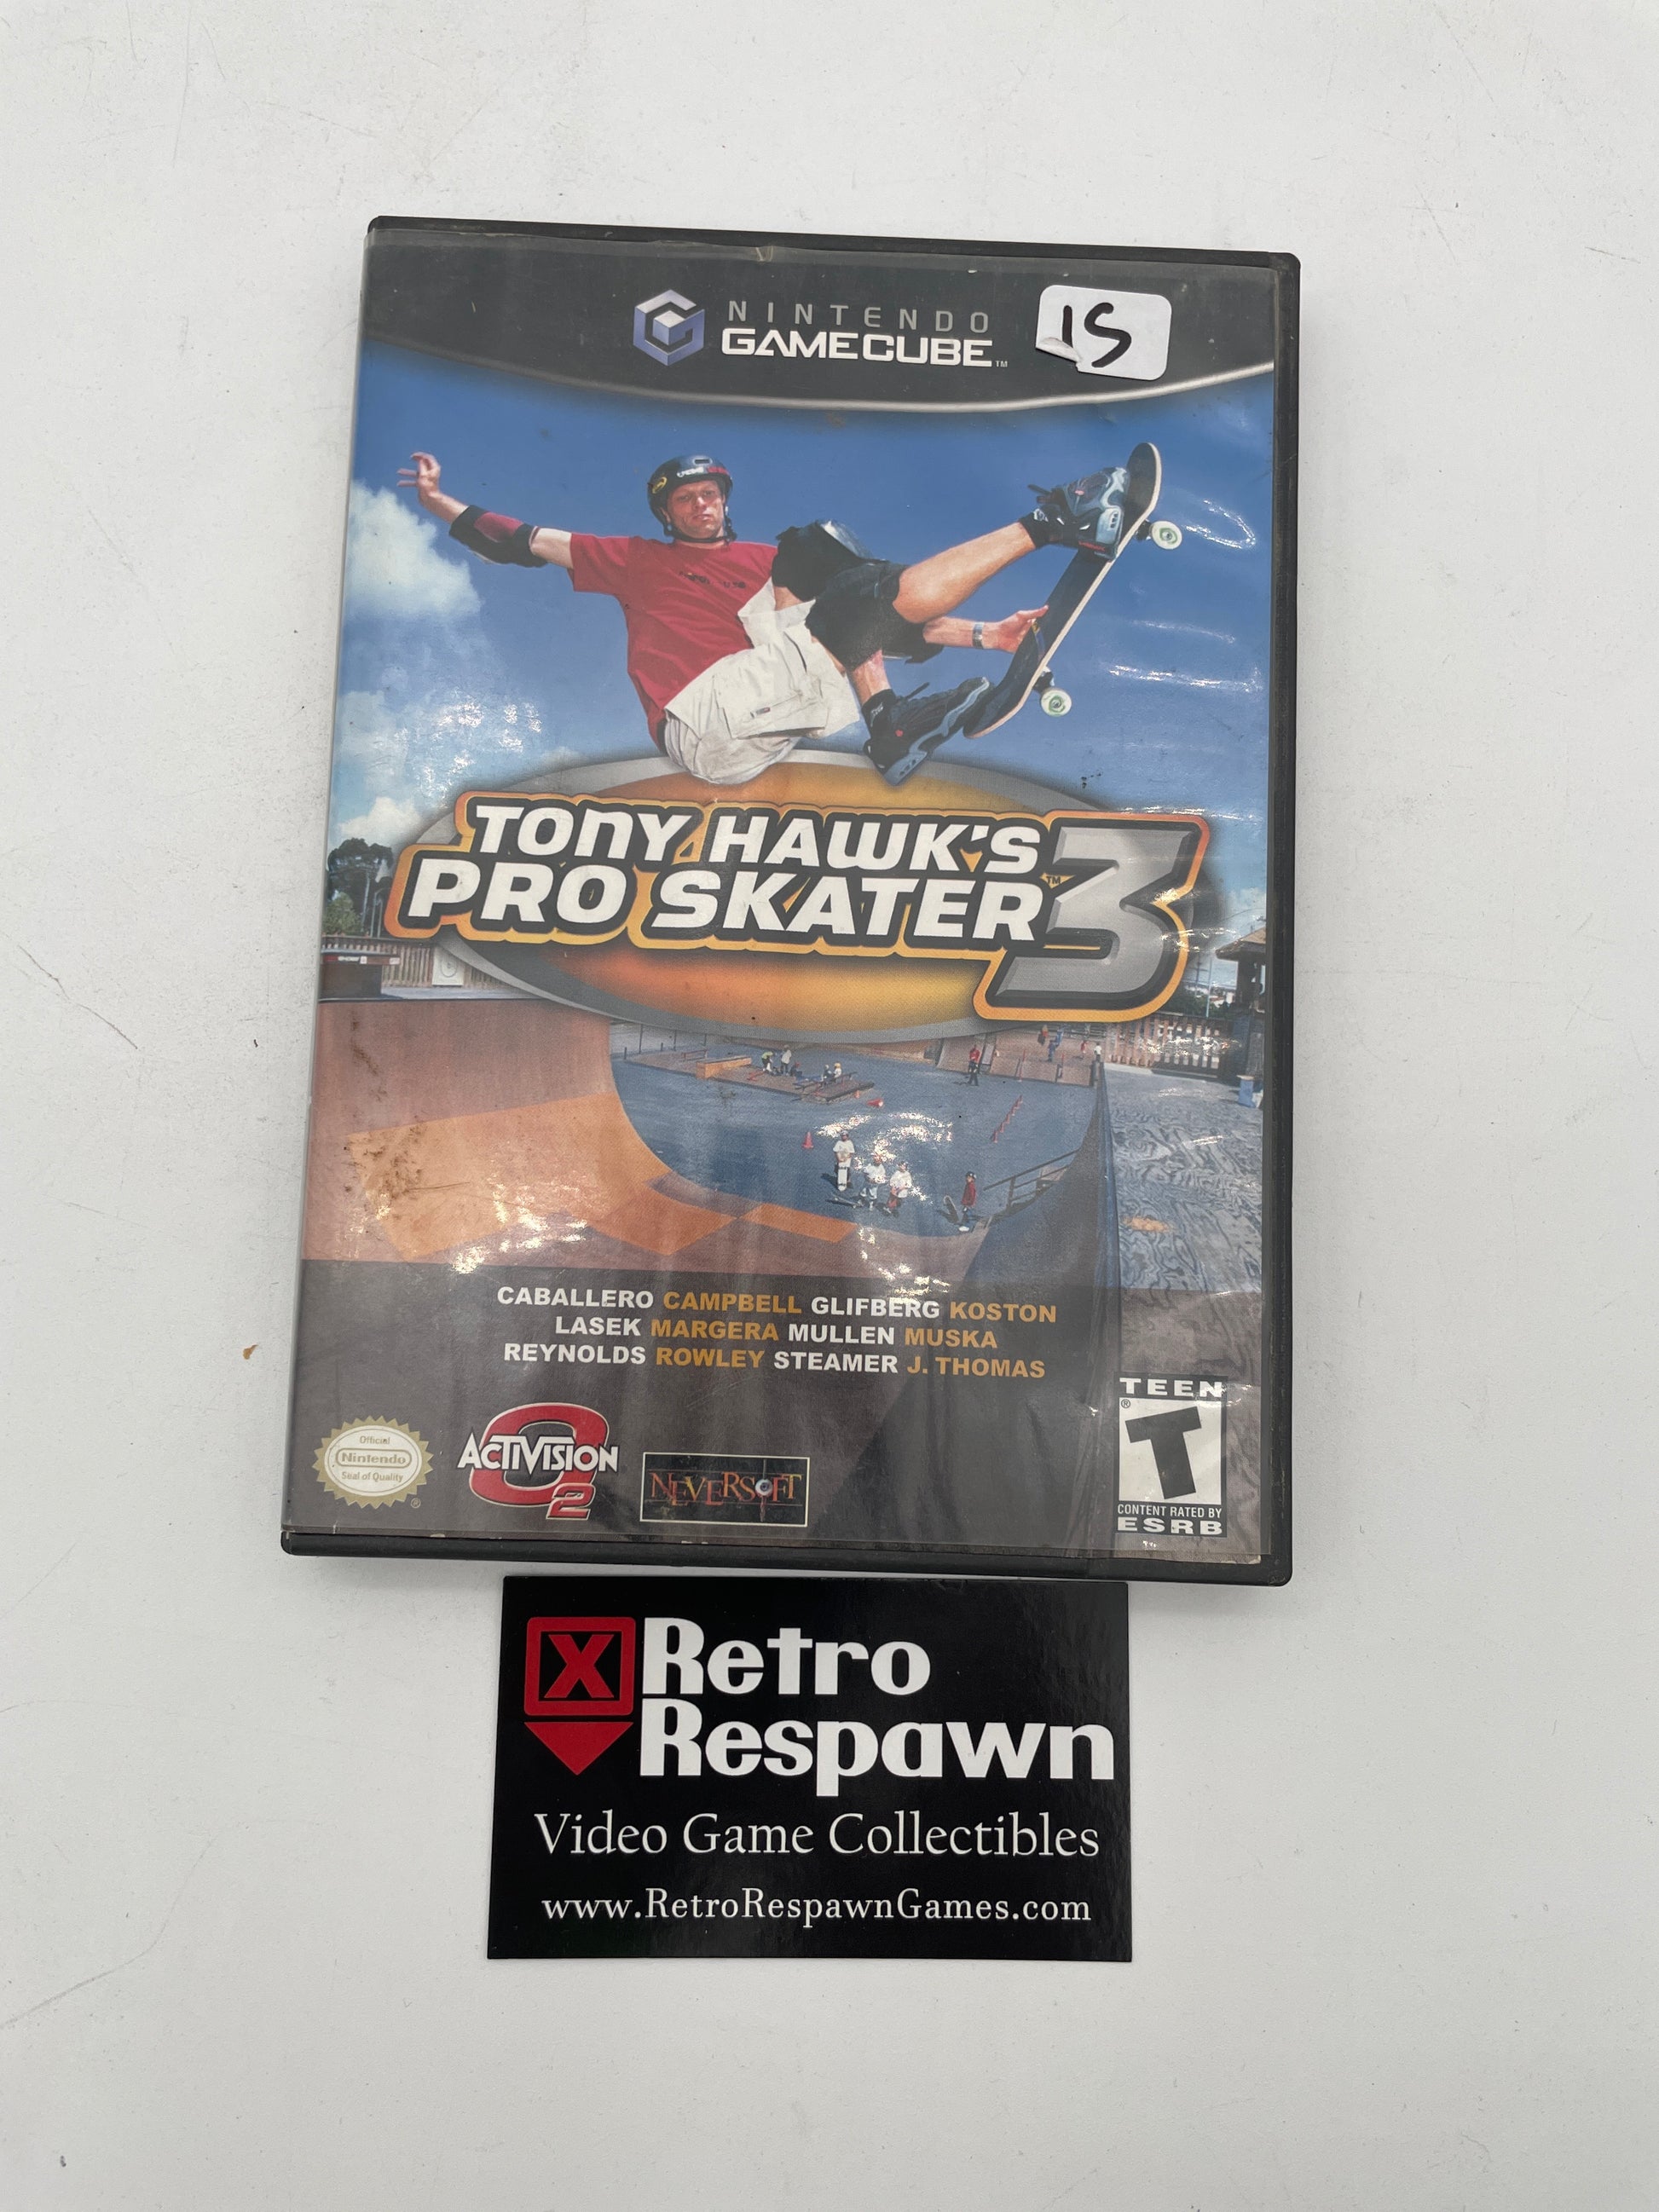 NINTENDO
GAMECUBE™
15
TONY HAWK'S
PRO SKATER™ 3
CABALLERO CAMPBELL GLIFBERG KOSTON
LASEK MARGERA MULLEN MUSKA
REYNOLDS ROWLEY STEAMER J. THOMAS
Official
Nintendo
Seal of Quality
®
ACTIVISION
O2
NEVERSOFT
TEEN
®
T
CONTENT RATED BY
ESRB
X Retro
Respawn
Video Game Collectibles
www.RetroRespawnGames.com